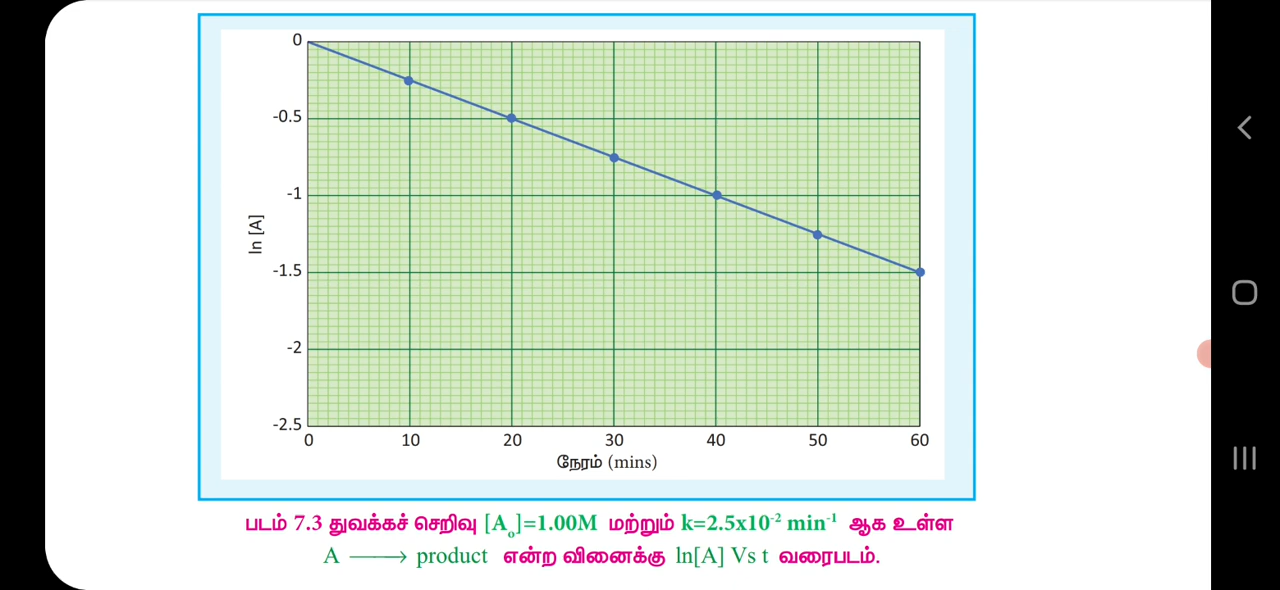 0
-0.5
-1
-1.5
-2
-2.5
ln [A]
0 10 20 30 40 50 60
நேரம் (mins)
படம் 7.3 துவக்கச் செறிவு [A₀]=1.00M மற்றும் k=2.5x10⁻² min⁻¹ ஆக உள்ள
A ⟶ product என்ற வினைக்கு ln[A] Vs t வரைபடம்.